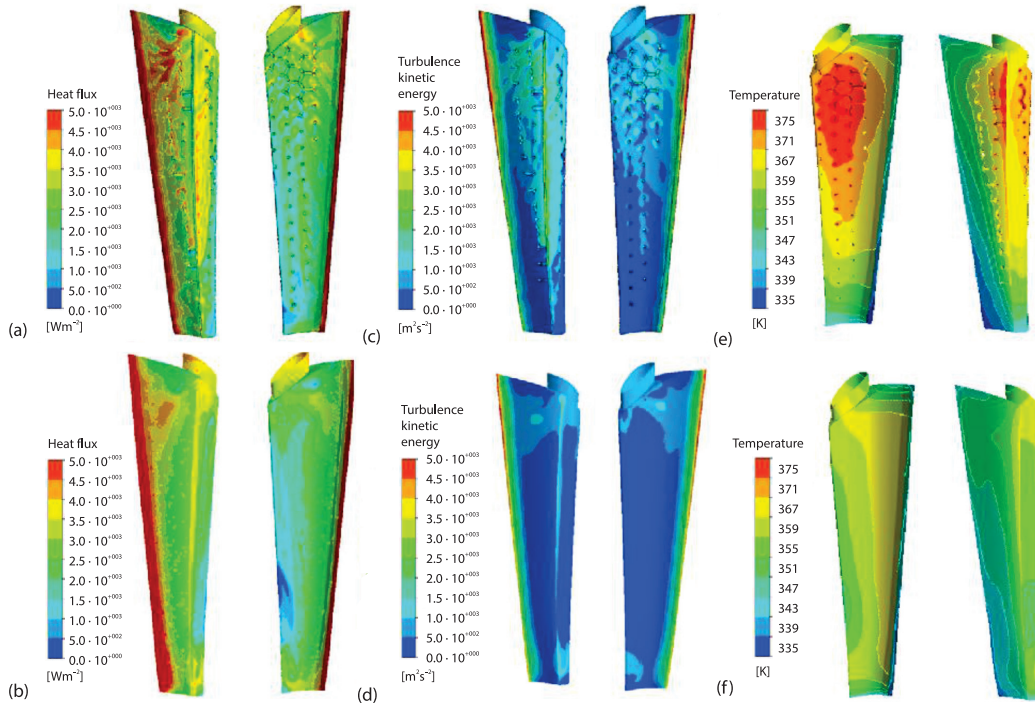 Heat flux
5.0 · 10⁺⁰⁰³
4.5 · 10⁺⁰⁰³
4.0 · 10⁺⁰⁰³
3.5 · 10⁺⁰⁰³
3.0 · 10⁺⁰⁰³
2.5 · 10⁺⁰⁰³
2.0 · 10⁺⁰⁰³
1.5 · 10⁺⁰⁰³
1.0 · 10⁺⁰⁰³
5.0 · 10⁺⁰⁰²
0.0 · 10⁺⁰⁰⁰
[Wm⁻²]
(a)
Turbulence
kinetic
energy
5.0 · 10⁺⁰⁰³
4.5 · 10⁺⁰⁰³
4.0 · 10⁺⁰⁰³
3.5 · 10⁺⁰⁰³
3.0 · 10⁺⁰⁰³
2.5 · 10⁺⁰⁰³
2.0 · 10⁺⁰⁰³
1.5 · 10⁺⁰⁰³
1.0 · 10⁺⁰⁰³
5.0 · 10⁺⁰⁰²
0.0 · 10⁺⁰⁰⁰
[m²s⁻²]
(c)
Temperature
375
371
367
359
355
351
347
343
339
335
[K]
(e)
Heat flux
5.0 · 10⁺⁰⁰³
4.5 · 10⁺⁰⁰³
4.0 · 10⁺⁰⁰³
3.5 · 10⁺⁰⁰³
3.0 · 10⁺⁰⁰³
2.5 · 10⁺⁰⁰³
2.0 · 10⁺⁰⁰³
1.5 · 10⁺⁰⁰³
1.0 · 10⁺⁰⁰³
5.0 · 10⁺⁰⁰²
0.0 · 10⁺⁰⁰⁰
[Wm⁻²]
(b)
Turbulence
kinetic
energy
5.0 · 10⁺⁰⁰³
4.5 · 10⁺⁰⁰³
4.0 · 10⁺⁰⁰³
3.5 · 10⁺⁰⁰³
3.0 · 10⁺⁰⁰³
2.5 · 10⁺⁰⁰³
2.0 · 10⁺⁰⁰³
1.5 · 10⁺⁰⁰³
1.0 · 10⁺⁰⁰³
5.0 · 10⁺⁰⁰²
0.0 · 10⁺⁰⁰⁰
[m²s⁻²]
(d)
Temperature
375
371
367
359
355
351
347
343
339
335
[K]
(f)